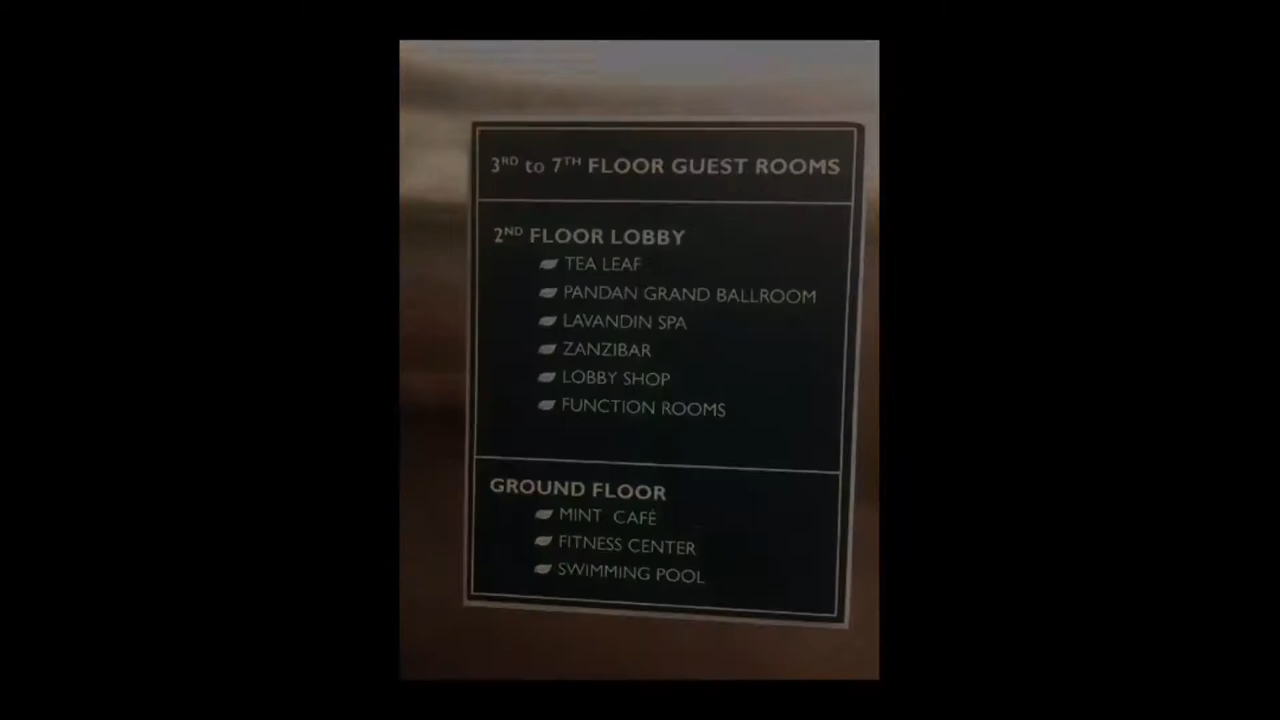 3RD to 7TH FLOOR GUEST ROOMS
2ND FLOOR LOBBY
TEA LEAF
PANDAN GRAND BALLROOM
LAVANDIN SPA
ZANZIBAR
LOBBY SHOP
FUNCTION ROOMS
GROUND FLOOR
MINT CAFÉ
FITNESS CENTER
SWIMMING POOL